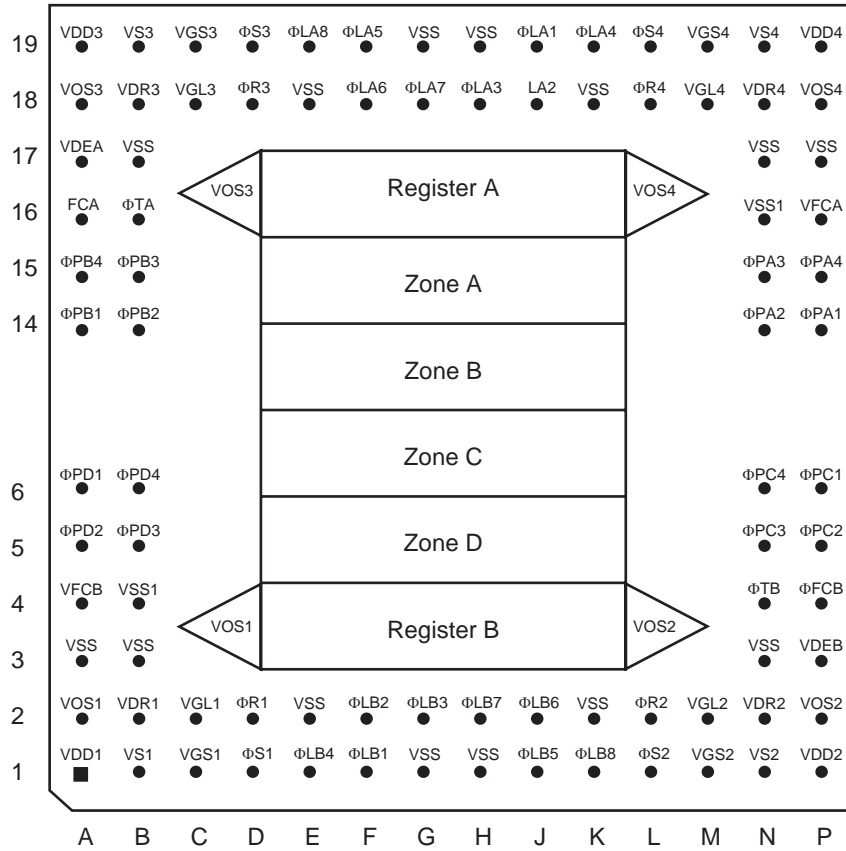 VDD3 VS3 VGS3 ΦS3 ΦLA8 ΦLA5 VSS VSS ΦLA1 ΦLA4 ΦS4 VGS4 VS4 VDD4
19
VOS3 VDR3 VGL3 ΦR3 VSS ΦLA6 ΦLA7 ΦLA3 LA2 VSS ΦR4 VGL4 VDR4 VOS4
18
VDEA VSS VSS VSS
17
VOS3 Register A VOS4
FCA ΦTA VSS1 VFCA
16
ΦPB4 ΦPB3 ΦPA3 ΦPA4
15
Zone A
ΦPB1 ΦPB2 ΦPA2 ΦPA1
14
Zone B
Zone C
ΦPD1 ΦPD4 ΦPC4 ΦPC1
6
ΦPD2 ΦPD3 ΦPC3 ΦPC2
5
Zone D
VFCB VSS1 ΦTB ΦFCB
4
VOS1 Register B VOS2
VSS VSS VSS VDEB
3
VOS1 VDR1 VGL1 ΦR1 VSS ΦLB2 ΦLB3 ΦLB7 ΦLB6 VSS ΦR2 VGL2 VDR2 VOS2
2
VDD1 VS1 VGS1 ΦS1 ΦLB4 ΦLB1 VSS VSS ΦLB5 ΦLB8 ΦS2 VGS2 VS2 VDD2
1
A B C D E F G H J K L M N P